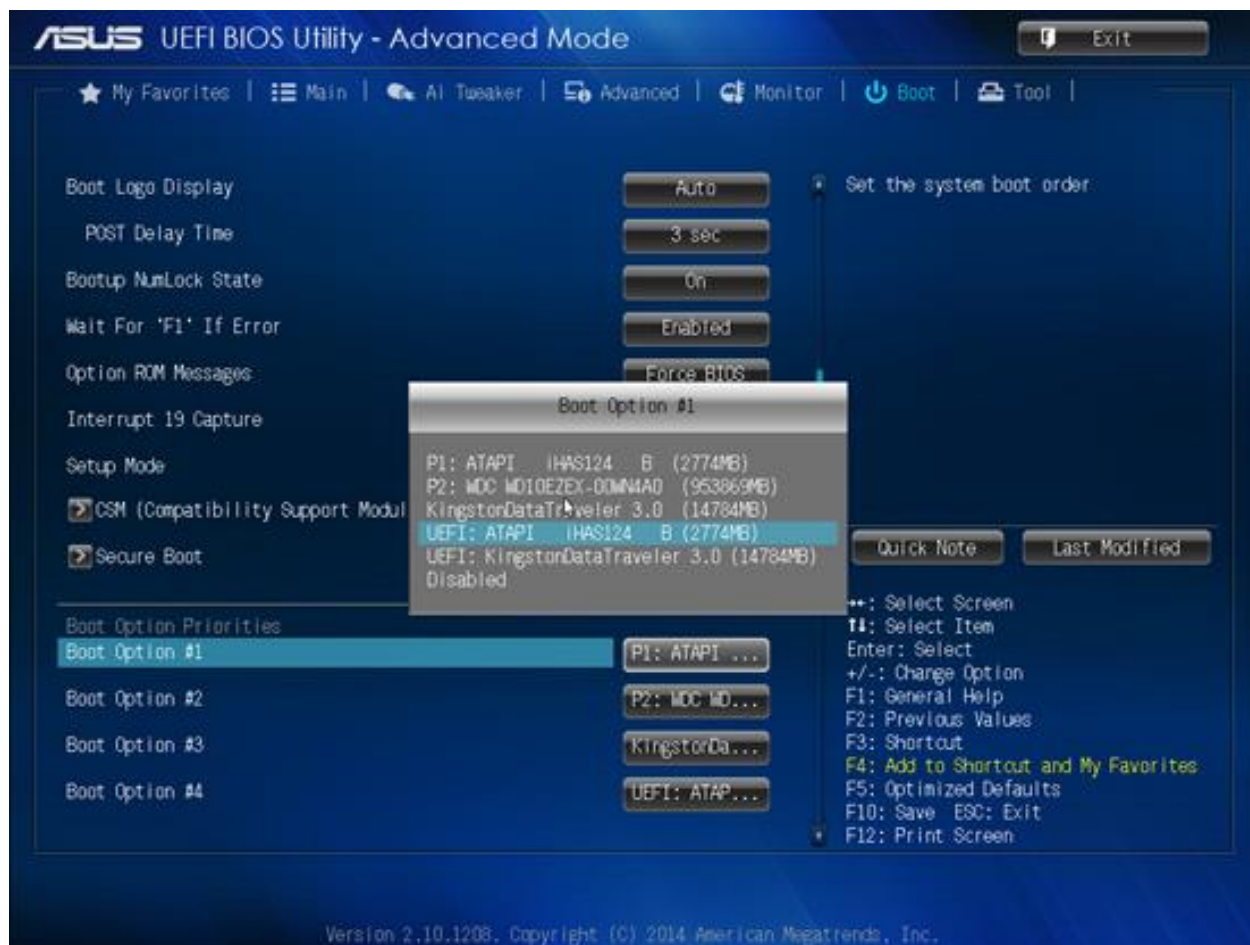 ASUS UEFI BIOS Utility - Advanced Mode
Exit
My Favorites | Main | Ai Tweaker | Advanced | Monitor | Boot | Tool |
Boot Logo Display Auto
POST Delay Time 3 sec
Bootup NumLock State On
Wait For 'F1' If Error Enabled
Option ROM Messages Force BIOS
Interrupt 19 Capture
Setup Mode
CSM (Compatibility Support Modul
Secure Boot
Boot Option Priorities
Boot Option #1 P1: ATAPI ...
Boot Option #2 P2: WDC WD...
Boot Option #3 KingstonDa...
Boot Option #4 UEFI: ATAP...
Boot Option #1
P1: ATAPI iHAS124 B (2774MB)
P2: WDC WD10EZEX-00WN4A0 (953869MB)
KingstonDataTraveler 3.0 (14784MB)
UEFI: ATAPI iHAS124 B (2774MB)
UEFI: KingstonDataTraveler 3.0 (14784MB)
Disabled
Set the system boot order
Quick Note
Last Modified
→←: Select Screen
↑↓: Select Item
Enter: Select
+/-: Change Option
F1: General Help
F2: Previous Values
F3: Shortcut
F4: Add to Shortcut and My Favorites
F5: Optimized Defaults
F10: Save ESC: Exit
F12: Print Screen
Version 2.10.1208. Copyright (C) 2014 American Megatrends, Inc.